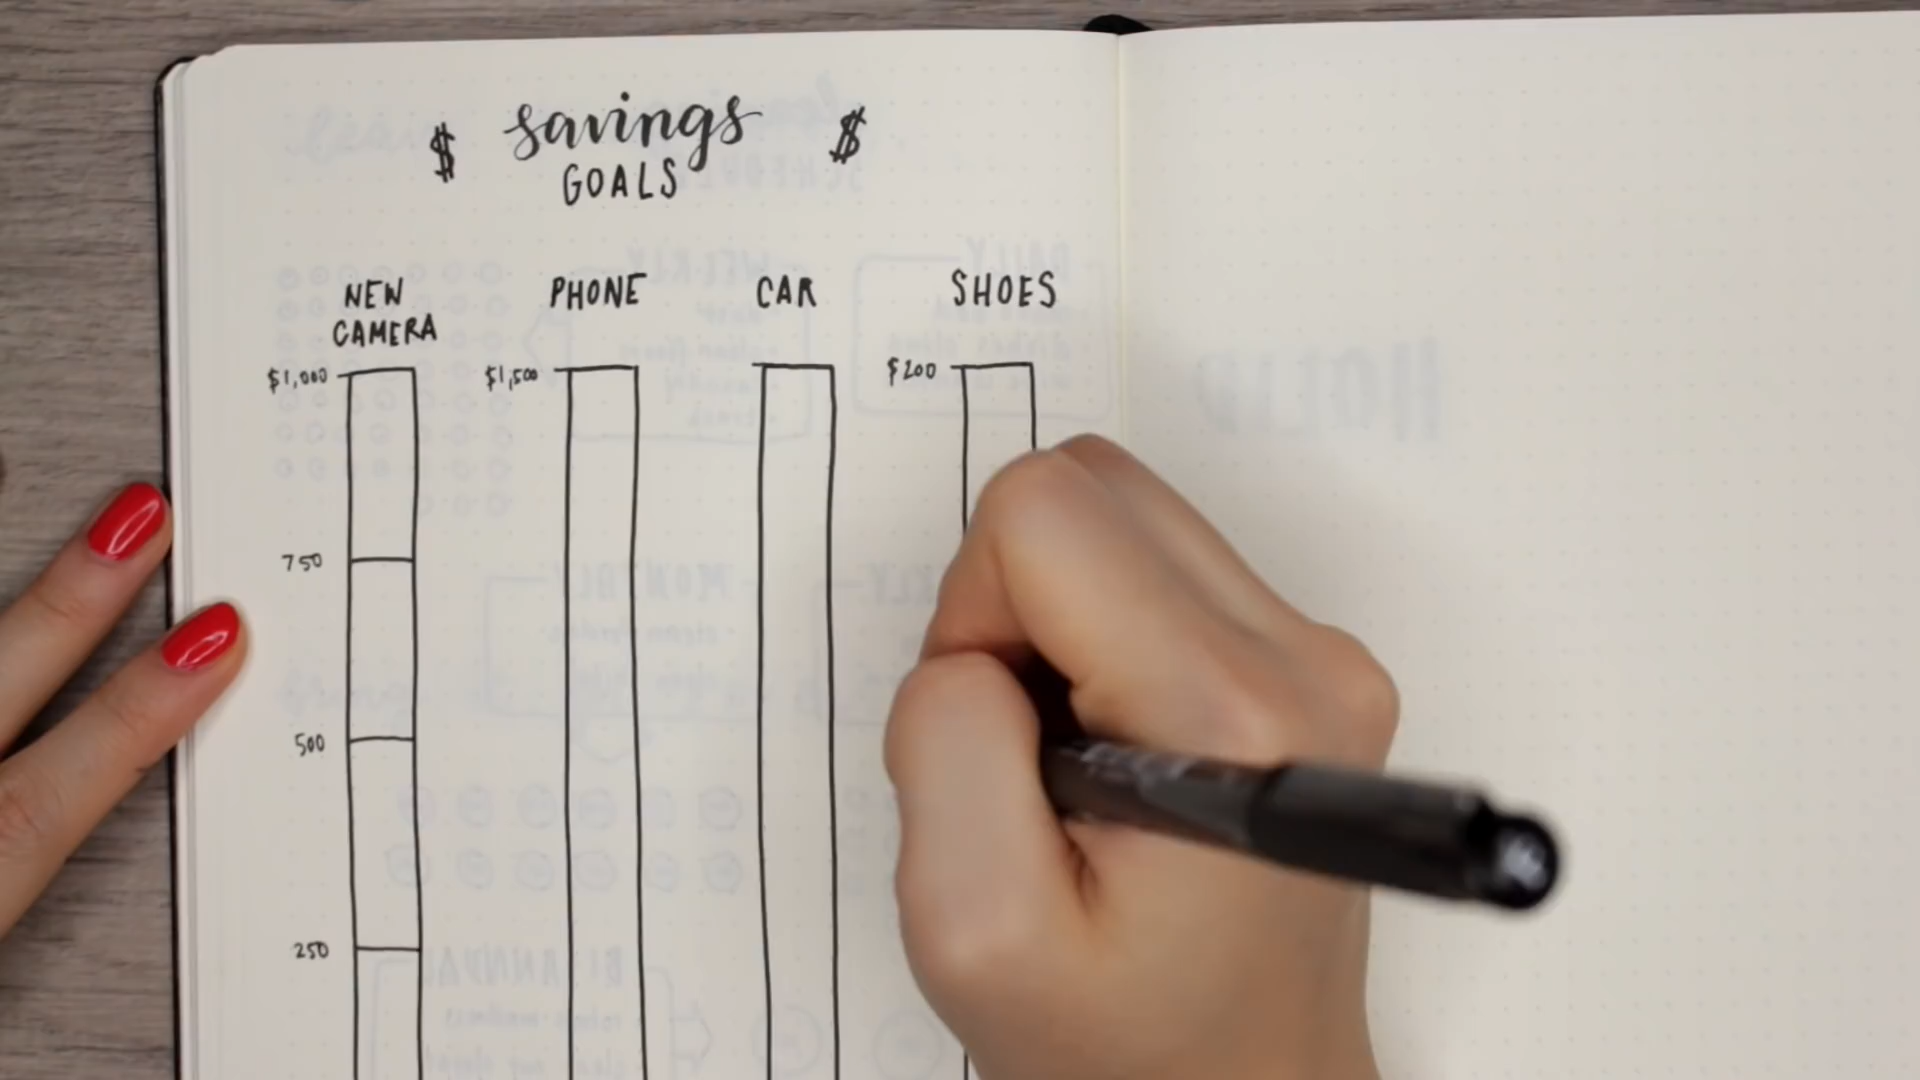 $ savings $
GOALS
NEW
CAMERA
PHONE
CAR
SHOES
$1,000
$1,500
$200
750
500
250